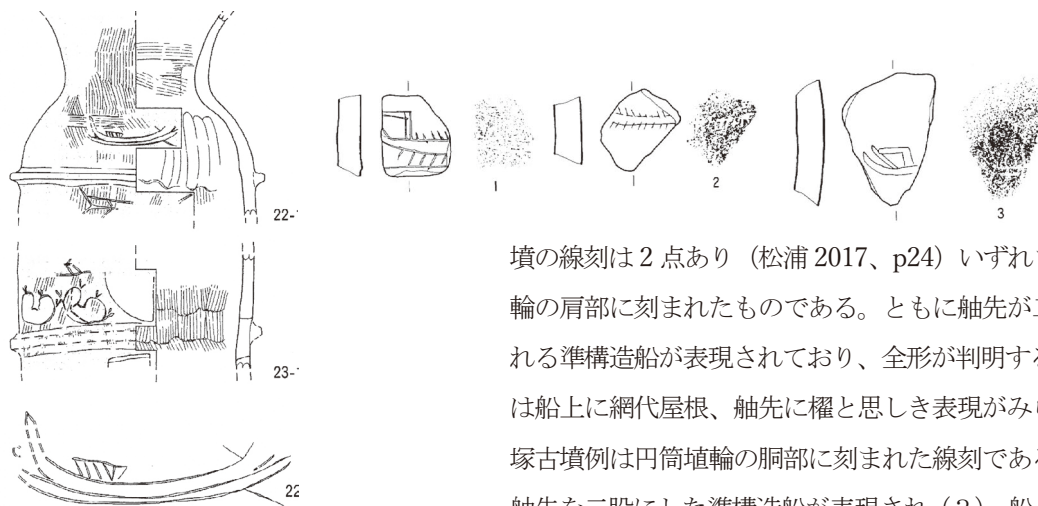 22-
1
2
3
23-
22
墳の線刻は2点あり（松浦2017、p24）いずれ
輪の肩部に刻まれたものである。ともに舳先が
れる準構造船が表現されており、全形が判明す
は船上に網代屋根、舳先に櫂と思しき表現がみ
塚古墳例は円筒埴輪の胴部に刻まれた線刻であ